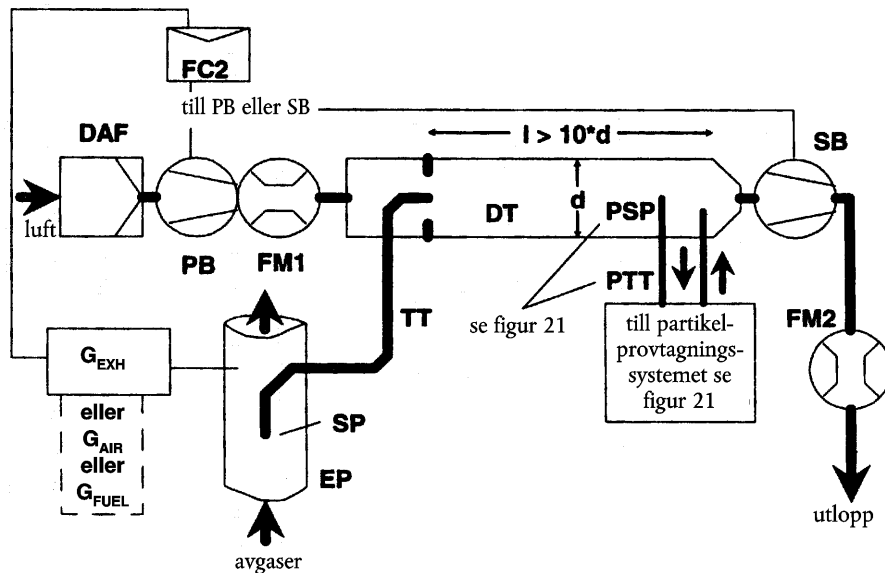 FC2
till PB eller SB
DAF
l > 10*d
SB
luft
DT
d
PSP
PB
FM1
PTT
TT
se figur 21
till partikel-
provtagnings-
systemet se
figur 21
FM2
G_EXH
eller
G_AIR
eller
G_FUEL
SP
EP
avgaser
utlopp